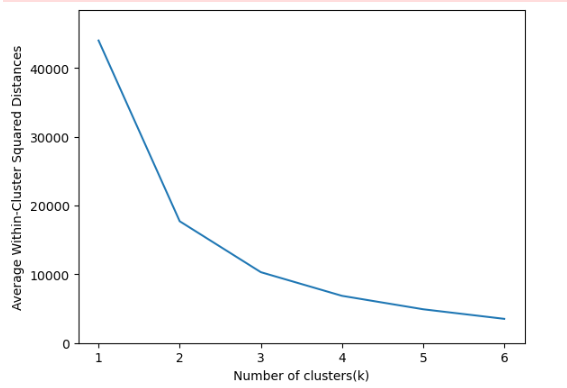 Average Within-Cluster Squared Distances
40000
30000
20000
10000
0
1 2 3 4 5 6
Number of clusters(k)